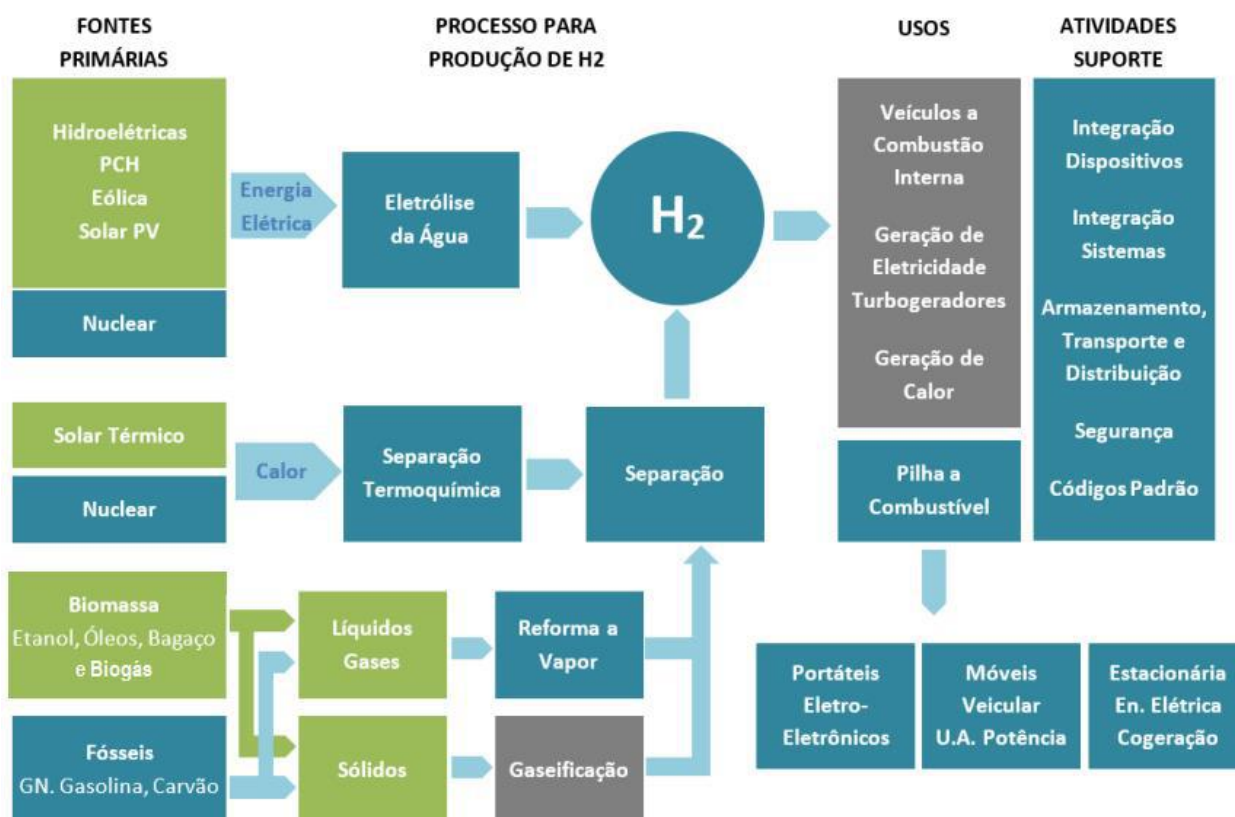 FONTES
PRIMÁRIAS
PROCESSO PARA
PRODUÇÃO DE H2
USOS
ATIVIDADES
SUPORTE
Hidroelétricas
PCH
Eólica
Solar PV
Nuclear
Energia
Elétrica
Eletrólise
da Água
H₂
Veículos a
Combustão
Interna
Geração de
Eletricidade
Turbogeradores
Geração de
Calor
Integração
Dispositivos
Integração
Sistemas
Armazenamento,
Transporte e
Distribuição
Segurança
Códigos Padrão
Solar Térmico
Nuclear
Calor
Separação
Termoquímica
Separação
Pilha a
Combustível
Biomassa
Etanol, Óleos, Bagaço
e Biogás
Fósseis
GN. Gasolina, Carvão
Líquidos
Gases
Sólidos
Reforma a
Vapor
Gaseificação
Portáteis
Eletro-
Eletrônicos
Móveis
Veicular
U.A. Potência
Estacionária
En. Elétrica
Cogeração